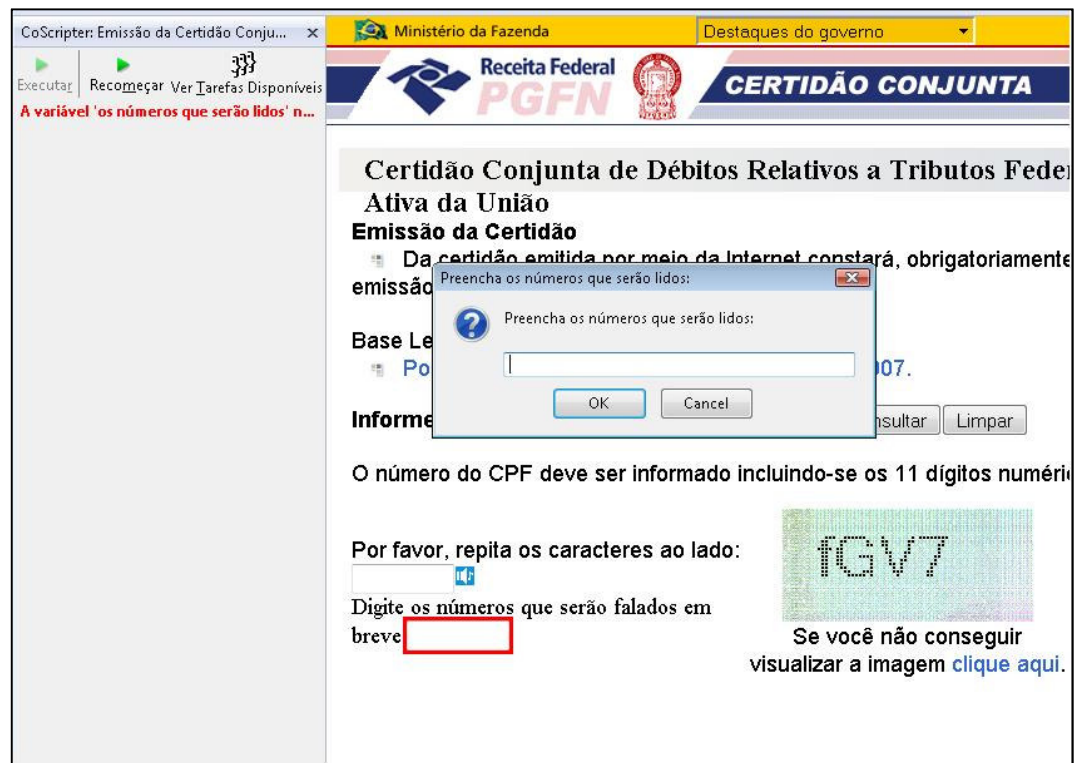 CoScripter: Emissão da Certidão Conju... x
Executar Recomeçar Ver Tarefas Disponíveis
A variável 'os números que serão lidos' n...
Ministério da Fazenda Destaques do governo
Receita Federal
PGFN
CERTIDÃO CONJUNTA
Certidão Conjunta de Débitos Relativos a Tributos Feder
Ativa da União
Emissão da Certidão
Da certidão emitida por meio da Internet constará, obrigatoriamente
emissão
Preencha os números que serão lidos:
Preencha os números que serão lidos:
OK Cancel
Base Le
Po 007.
Informe nsultar Limpar
O número do CPF deve ser informado incluindo-se os 11 dígitos numéri
Por favor, repita os caracteres ao lado:
fGV7
Digite os números que serão falados em
breve
Se você não conseguir
visualizar a imagem clique aqui.